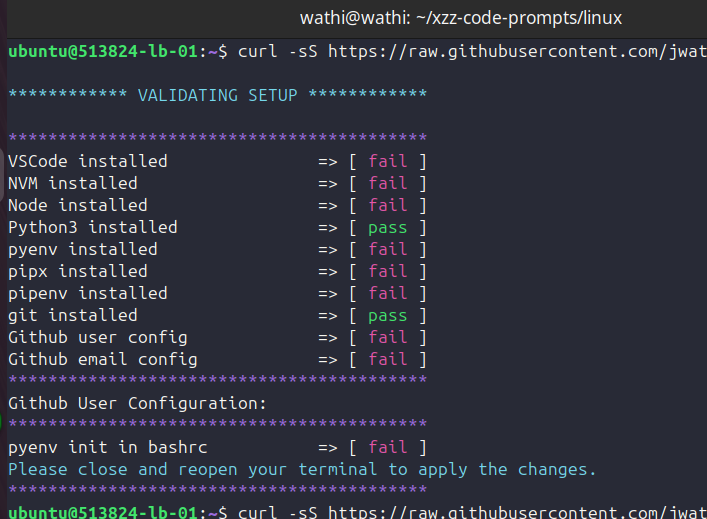 wathi@wathi: ~/xzz-code-prompts/linux
ubuntu@513824-lb-01:~$ curl -sS https://raw.githubusercontent.com/jwat
************ VALIDATING SETUP ************
******************************************
VSCode installed => [ fail ]
NVM installed => [ fail ]
Node installed => [ fail ]
Python3 installed => [ pass ]
pyenv installed => [ fail ]
pipx installed => [ fail ]
pipenv installed => [ fail ]
git installed => [ pass ]
Github user config => [ fail ]
Github email config => [ fail ]
******************************************
Github User Configuration:
******************************************
pyenv init in bashrc => [ fail ]
Please close and reopen your terminal to apply the changes.
******************************************
ubuntu@513824-lb-01:~$ curl -sS https://raw.githubusercontent.com/jwat